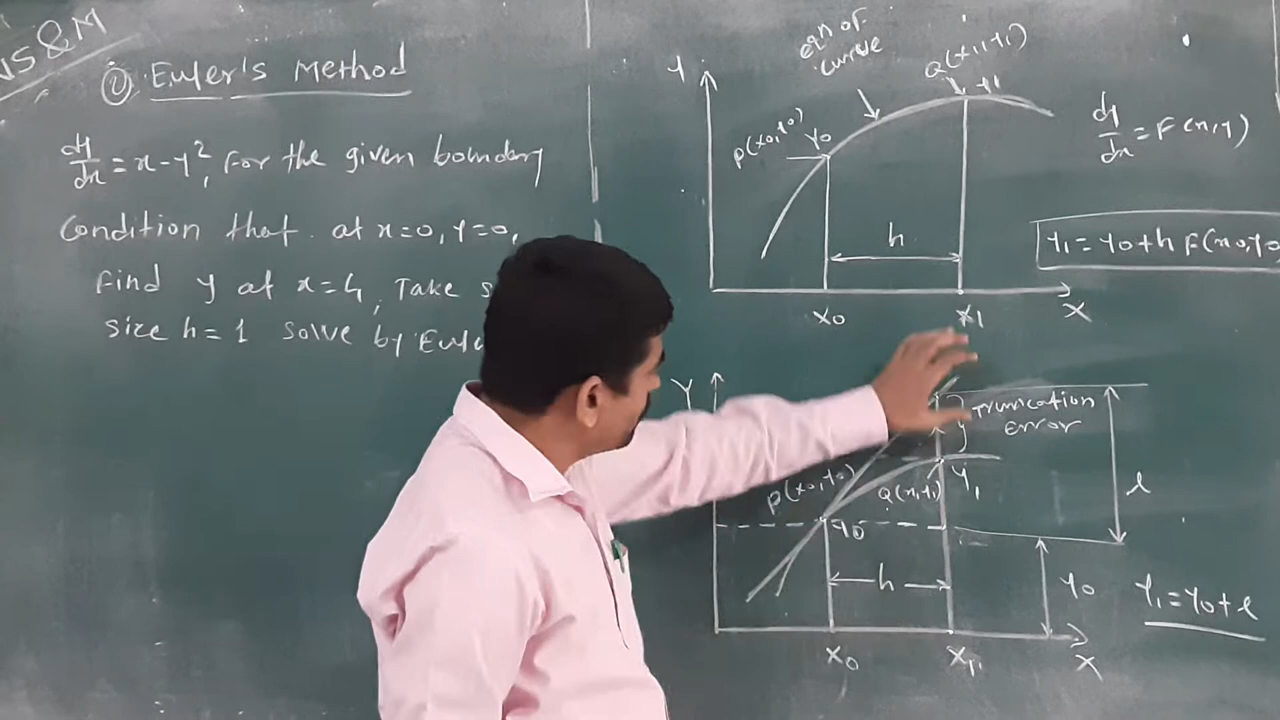 NS&M
① Euler's Method
dy/dx = x - y², For the given boundary
Condition that at x=0, y=0,
Find y at x=4, Take s
size h=1 Solve by Eule
Y
eqn of
curve
Q(x1,y1)
y1
P(x0,y0)
y0
h
x0
x1
X
dy/dx = F(x,y)
y1 = y0 + h F(x0,y0
Y
Truncation
Error
P(x0,y0)
Q(x1,y1)
y1
l
y0
h
y0
y1 = y0 + l
x0
x1
X